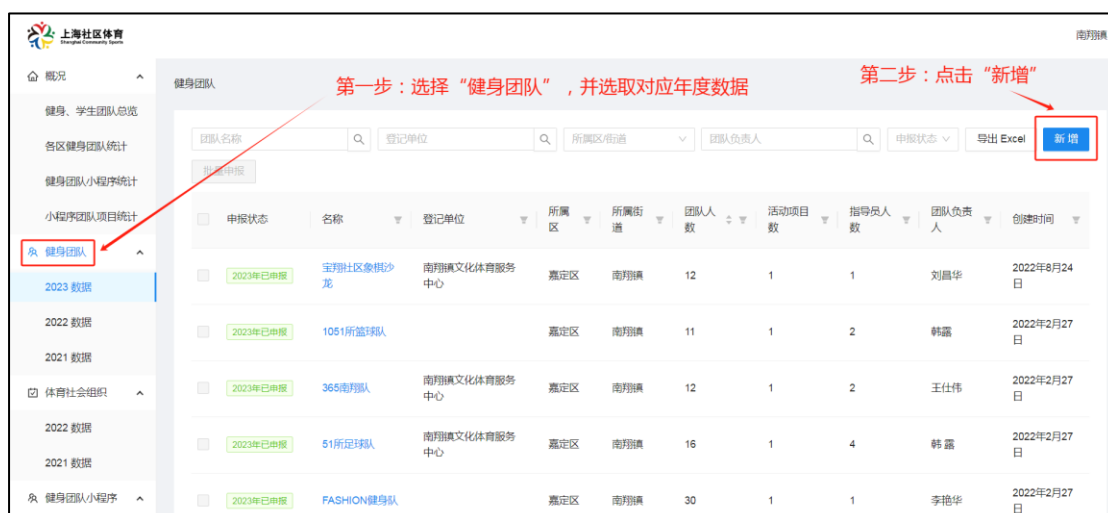 上海社区体育
Shanghai Community Sports
南翔镇
概况
健身、学生团队总览
各区健身团队统计
健身团队小程序统计
小程序团队项目统计
健身团队
2023 数据
2022 数据
2021 数据
体育社会组织
2022 数据
2021 数据
健身团队小程序
健身团队
第一步：选择“健身团队”，并选取对应年度数据
第二步：点击“新增”
团队名称 登记单位 所属区/街道 团队负责人 申报状态 导出 Excel 新 增
批量申报
申报状态 名称 登记单位 所属区 所属街道 团队人数 活动项目数 指导员人数 团队负责人 创建时间
2023年已申报 宝翔社区象棋沙龙 南翔镇文化体育服务中心 嘉定区 南翔镇 12 1 1 刘昌华 2022年8月24日
2023年已申报 1051所篮球队 嘉定区 南翔镇 11 1 2 韩露 2022年2月27日
2023年已申报 365南翔队 南翔镇文化体育服务中心 嘉定区 南翔镇 12 1 2 王仕伟 2022年2月27日
2023年已申报 51所足球队 南翔镇文化体育服务中心 嘉定区 南翔镇 16 1 4 韩 露 2022年2月27日
2023年已申报 FASHION健身队 嘉定区 南翔镇 30 1 1 李艳华 2022年2月27日